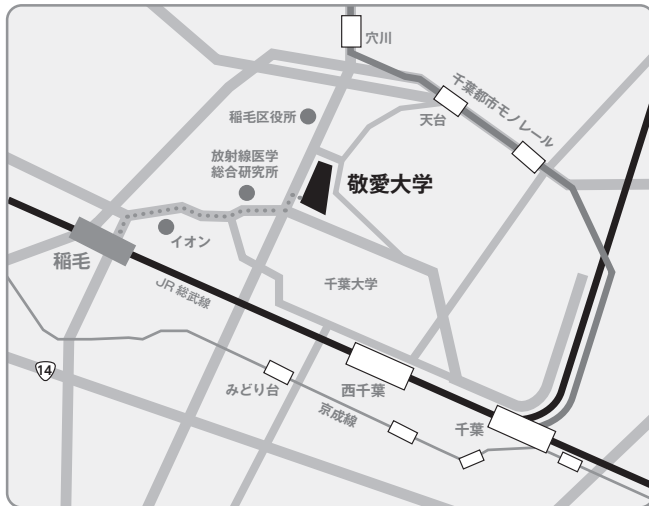 穴川
千葉都市モノレール
天台
稲毛区役所
放射線医学
総合研究所
敬愛大学
イオン
稲毛
JR 総武線
千葉大学
14
みどり台
西千葉
京成線
千葉